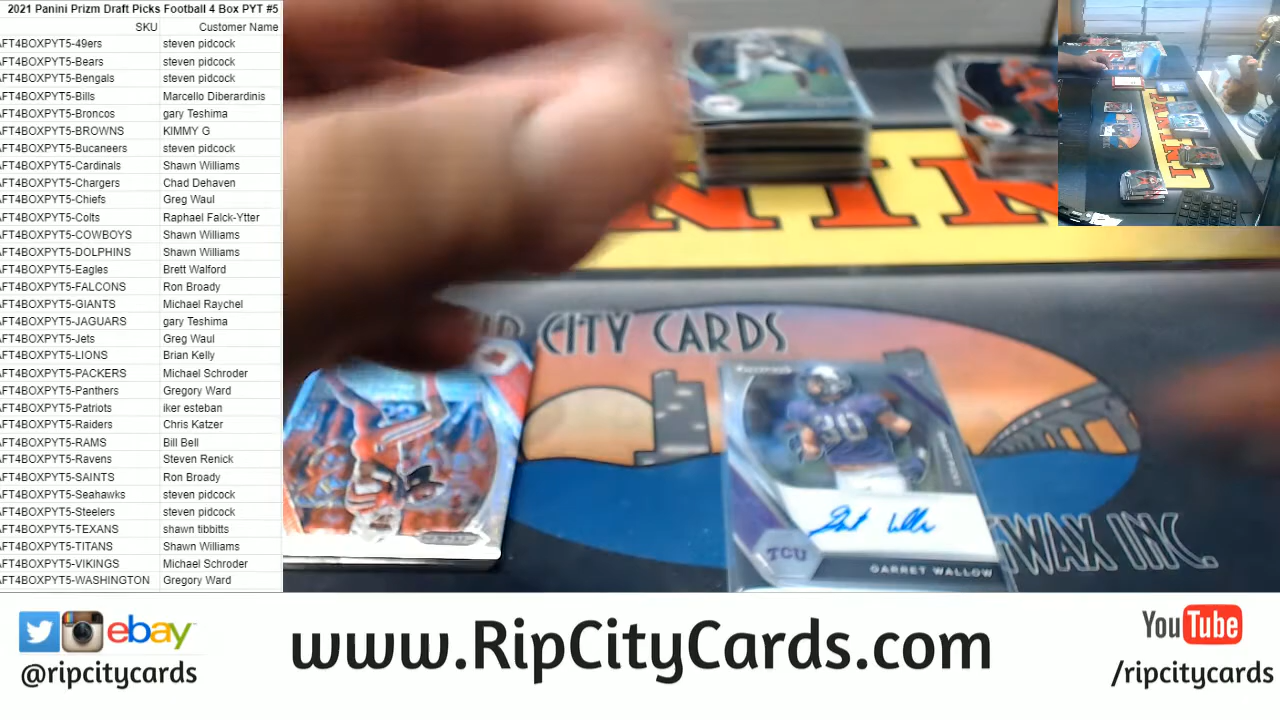 2021 Panini Prizm Draft Picks Football 4 Box PYT #5
SKU Customer Name
AFT4BOXPYT5-49ers steven pidcock
AFT4BOXPYT5-Bears steven pidcock
AFT4BOXPYT5-Bengals steven pidcock
AFT4BOXPYT5-Bills Marcello Diberardinis
AFT4BOXPYT5-Broncos gary Teshima
AFT4BOXPYT5-BROWNS KIMMY G
AFT4BOXPYT5-Bucaneers steven pidcock
AFT4BOXPYT5-Cardinals Shawn Williams
AFT4BOXPYT5-Chargers Chad Dehaven
AFT4BOXPYT5-Chiefs Greg Waul
AFT4BOXPYT5-Colts Raphael Falck-Ytter
AFT4BOXPYT5-COWBOYS Shawn Williams
AFT4BOXPYT5-DOLPHINS Shawn Williams
AFT4BOXPYT5-Eagles Brett Walford
AFT4BOXPYT5-FALCONS Ron Broady
AFT4BOXPYT5-GIANTS Michael Raychel
AFT4BOXPYT5-JAGUARS gary Teshima
AFT4BOXPYT5-Jets Greg Waul
AFT4BOXPYT5-LIONS Brian Kelly
AFT4BOXPYT5-PACKERS Michael Schroder
AFT4BOXPYT5-Panthers Gregory Ward
AFT4BOXPYT5-Patriots iker esteban
AFT4BOXPYT5-Raiders Chris Katzer
AFT4BOXPYT5-RAMS Bill Bell
AFT4BOXPYT5-Ravens Steven Renick
AFT4BOXPYT5-SAINTS Ron Broady
AFT4BOXPYT5-Seahawks steven pidcock
AFT4BOXPYT5-Steelers steven pidcock
AFT4BOXPYT5-TEXANS shawn tibbitts
AFT4BOXPYT5-TITANS Shawn Williams
AFT4BOXPYT5-VIKINGS Michael Schroder
AFT4BOXPYT5-WASHINGTON Gregory Ward
PANINI
NINI
CITY CARDS
30
TCU
GARRET WALLOW
WAX INC.
ebay
@ripcitycards
www.RipCityCards.com
YouTube
/ripcitycards